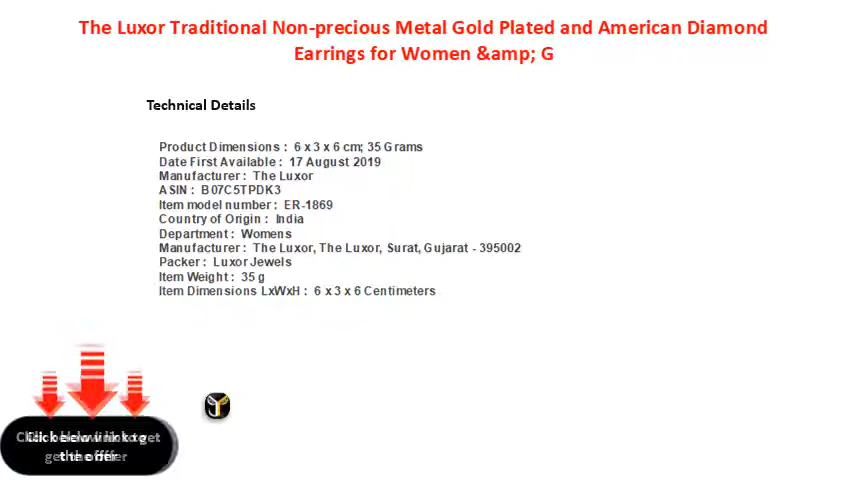 The Luxor Traditional Non-precious Metal Gold Plated and American Diamond
Earrings for Women &amp; G
Technical Details
Product Dimensions : 6 x 3 x 6 cm; 35 Grams
Date First Available : 17 August 2019
Manufacturer : The Luxor
ASIN : B07C5TPDK3
Item model number : ER-1869
Country of Origin : India
Department : Womens
Manufacturer : The Luxor, The Luxor, Surat, Gujarat - 395002
Packer : Luxor Jewels
Item Weight : 35 g
Item Dimensions LxWxH : 6 x 3 x 6 Centimeters